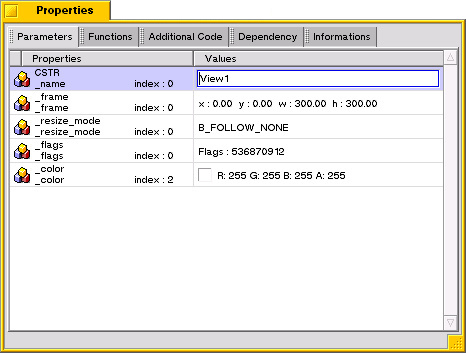 Properties
Parameters Functions Additional Code Dependency Informations
Properties Values
CSTR
_name index : 0 View1
_frame
_frame index : 0 x : 0.00 y : 0.00 w : 300.00 h : 300.00
_resize_mode
_resize_mode index : 0 B_FOLLOW_NONE
_flags
_flags index : 0 Flags : 536870912
_color
_color index : 2 R: 255 G: 255 B: 255 A: 255